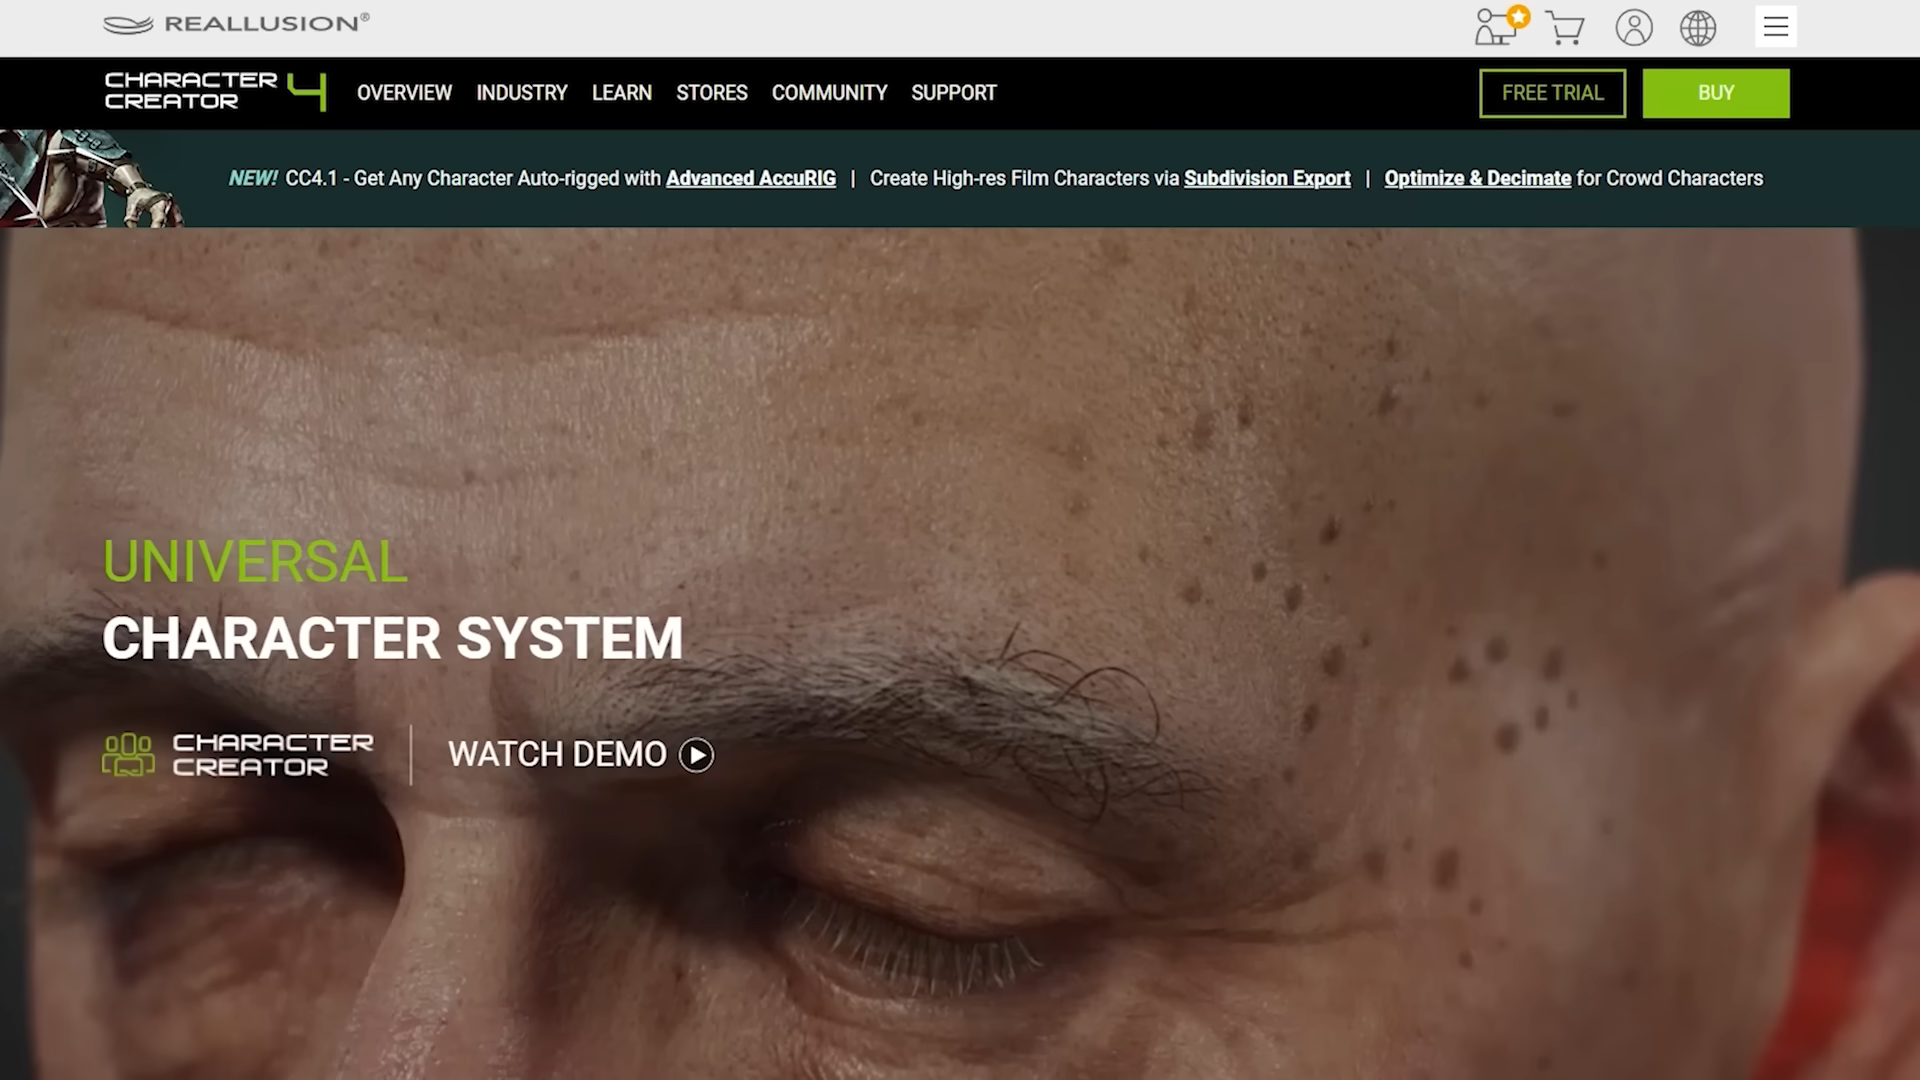 REALLUSION®
CHARACTER CREATOR 4
OVERVIEW INDUSTRY LEARN STORES COMMUNITY SUPPORT FREE TRIAL BUY
NEW! CC4.1 - Get Any Character Auto-rigged with Advanced AccuRIG | Create High-res Film Characters via Subdivision Export | Optimize & Decimate for Crowd Characters
UNIVERSAL
CHARACTER SYSTEM
CHARACTER
CREATOR
WATCH DEMO